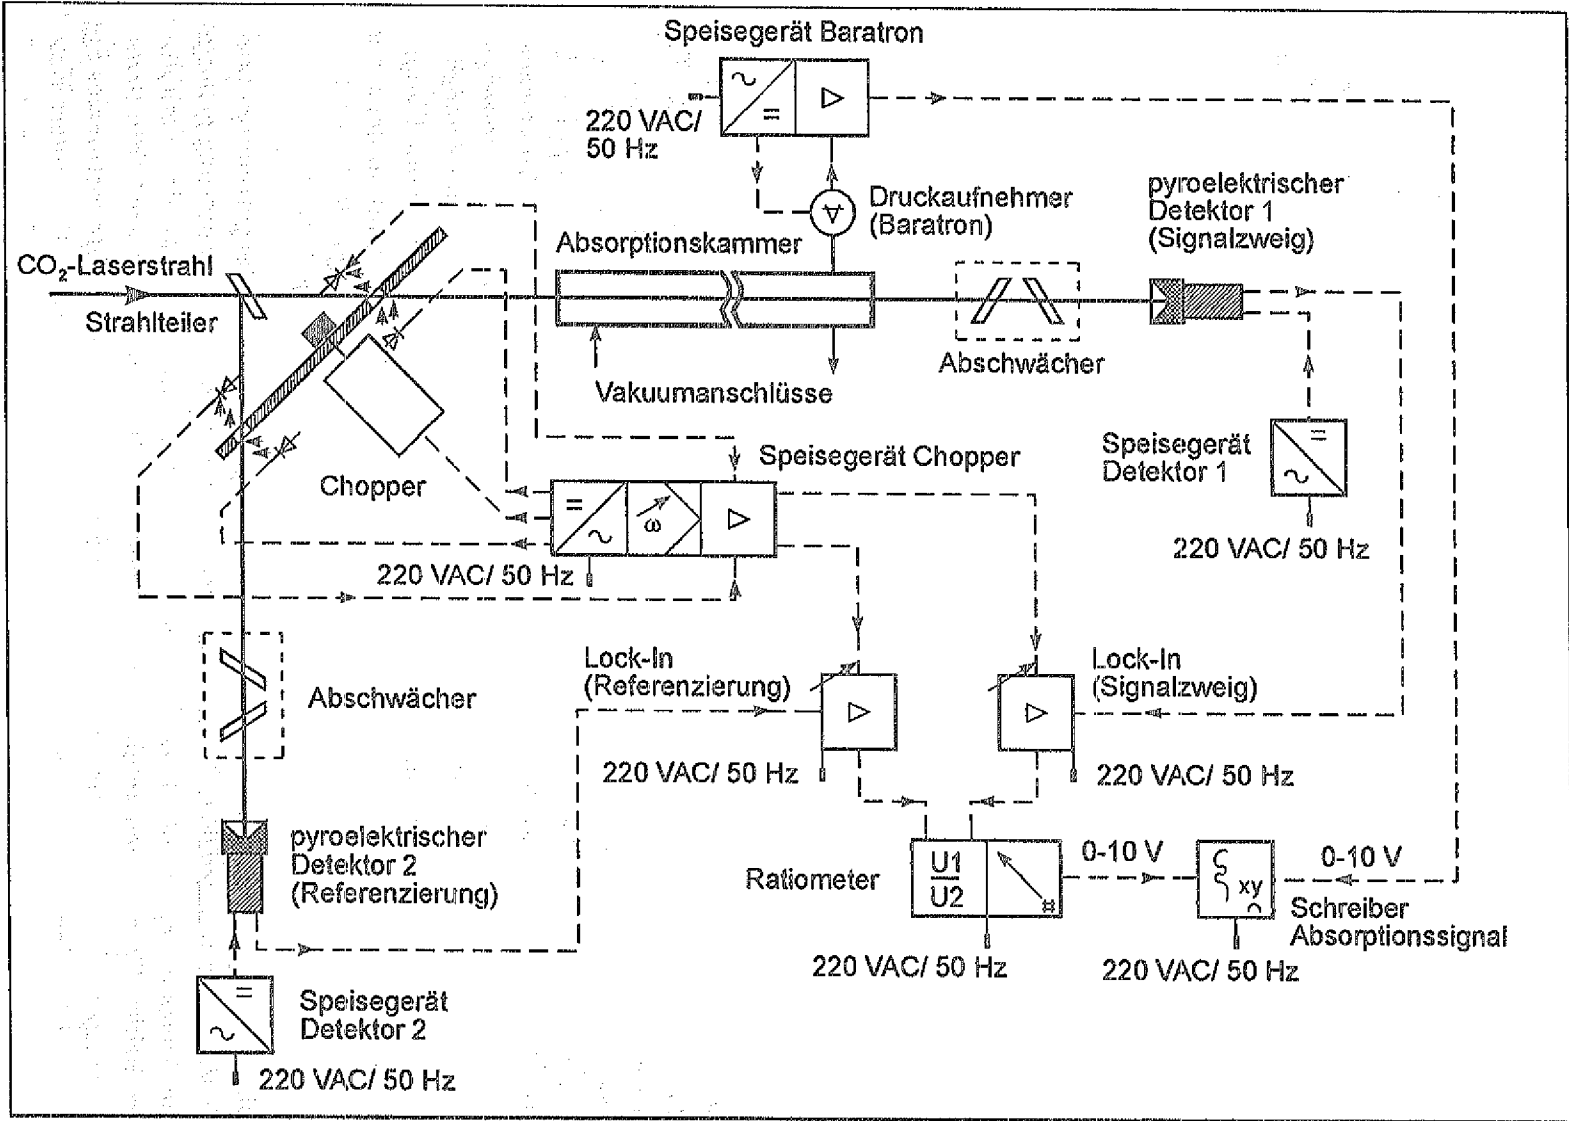 Speisegerät Baratron
220 VAC/
50 Hz
Druckaufnehmer
(Baratron)
pyroelektrischer
Detektor 1
(Signalzweig)
Absorptionskammer
CO₂-Laserstrahl
Strahlteiler
Abschwächer
Vakuumanschlüsse
Chopper
Speisegerät Chopper
ω
220 VAC/ 50 Hz
Speisegerät
Detektor 1
220 VAC/ 50 Hz
Lock-In
(Referenzierung)
Lock-In
(Signalzweig)
Abschwächer
220 VAC/ 50 Hz
220 VAC/ 50 Hz
pyroelektrischer
Detektor 2
(Referenzierung)
Ratiometer
U1
U2
#
0-10 V
xy
0-10 V
Schreiber
Absorptionssignal
220 VAC/ 50 Hz
220 VAC/ 50 Hz
Speisegerät
Detektor 2
220 VAC/ 50 Hz